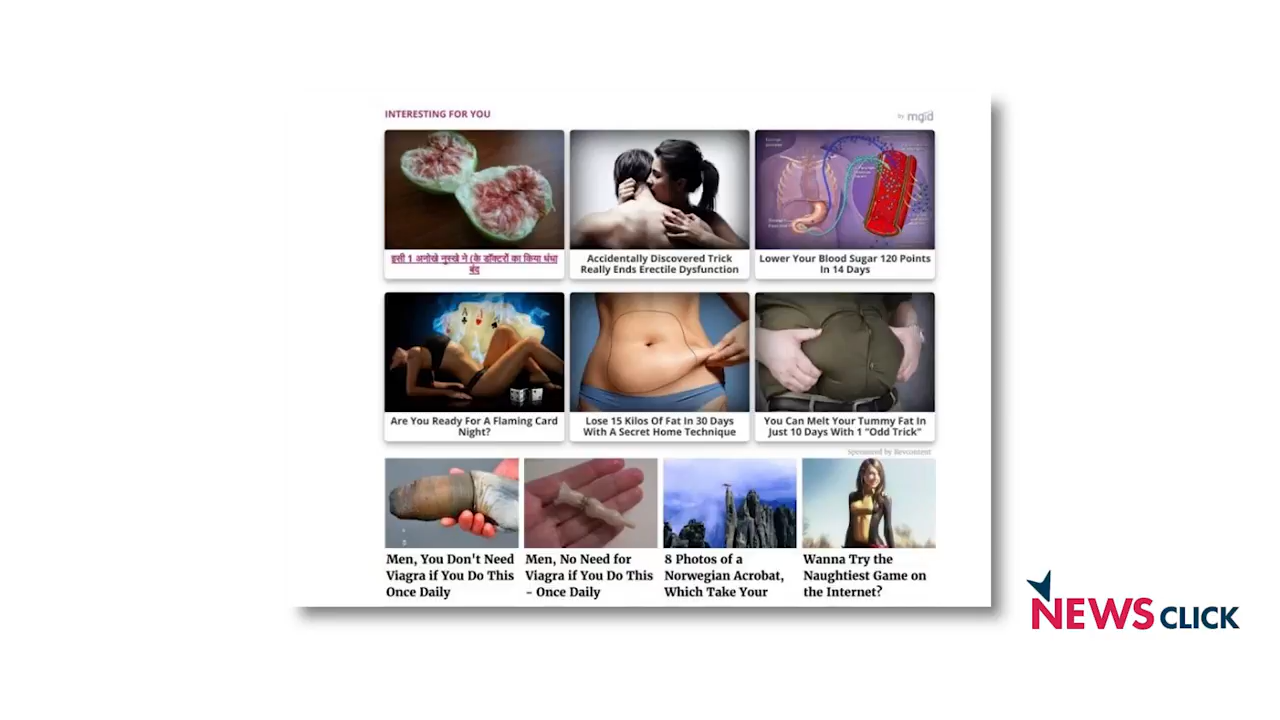 INTERESTING FOR YOU
by mgid
इसी 1 अनोखे नुस्खे ने (के डॉक्टरों का किया धंधा
बंद
Accidentally Discovered Trick
Really Ends Erectile Dysfunction
Lower Your Blood Sugar 120 Points
In 14 Days
Are You Ready For A Flaming Card
Night?
Lose 15 Kilos Of Fat In 30 Days
With A Secret Home Technique
You Can Melt Your Tummy Fat In
Just 10 Days With 1 "Odd Trick"
Sponsored by Revcontent
Men, You Don't Need
Viagra if You Do This
Once Daily
Men, No Need for
Viagra if You Do This
- Once Daily
8 Photos of a
Norwegian Acrobat,
Which Take Your
Wanna Try the
Naughtiest Game on
the Internet?
NEWSCLICK